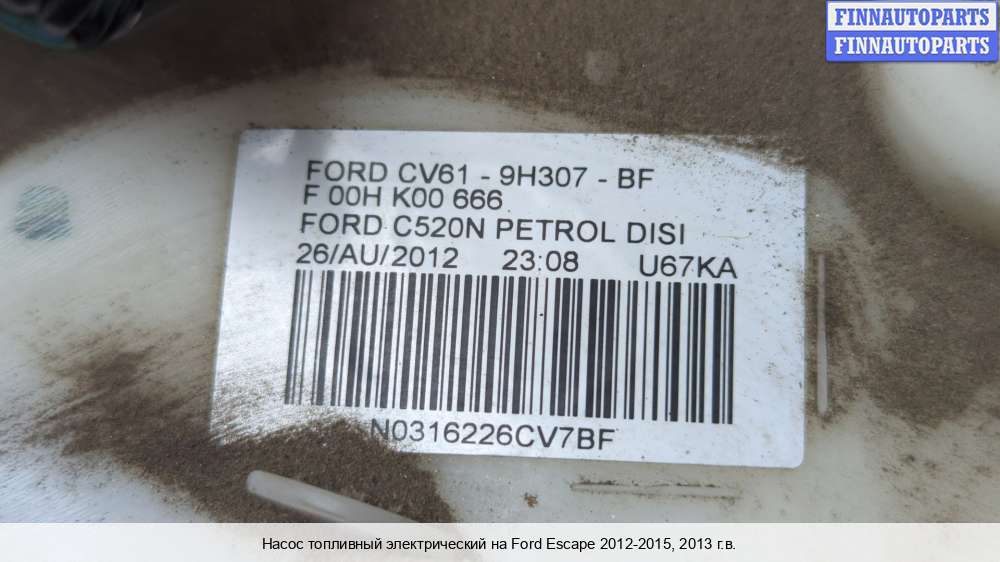 FINNAUTOPARTS
FINNAUTOPARTS
FORD CV61 - 9H307 - BF
F 00H K00 666
FORD C520N PETROL DISI
26/AU/2012 23:08 U67KA
N0316226CV7BF
Насос топливный электрический на Ford Escape 2012-2015, 2013 г.в.